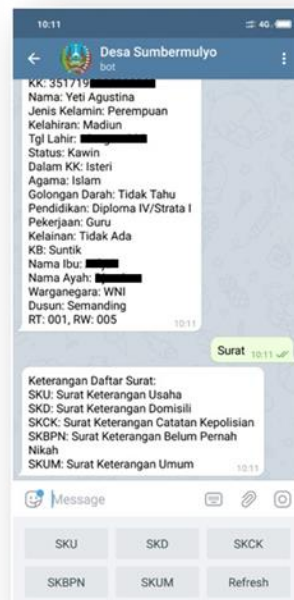 10:11
4G
Desa Sumbermulyo
bot
KK: 351719
Nama: Yeti Agustina
Jenis Kelamin: Perempuan
Kelahiran: Madiun
Tgl Lahir:
Status: Kawin
Dalam KK: Isteri
Agama: Islam
Golongan Darah: Tidak Tahu
Pendidikan: Diploma IV/Strata I
Pekerjaan: Guru
Kelainan: Tidak Ada
KB: Suntik
Nama Ibu:
Nama Ayah:
Warganegara: WNI
Dusun: Semanding
RT: 001, RW: 005
10:11
Surat 10:11
Keterangan Daftar Surat:
SKU: Surat Keterangan Usaha
SKD: Surat Keterangan Domisili
SKCK: Surat Keterangan Catatan Kepolisian
SKBPN: Surat Keterangan Belum Pernah
Nikah
SKUM: Surat Keterangan Umum
10:11
Message
SKU SKD SKCK
SKBPN SKUM Refresh